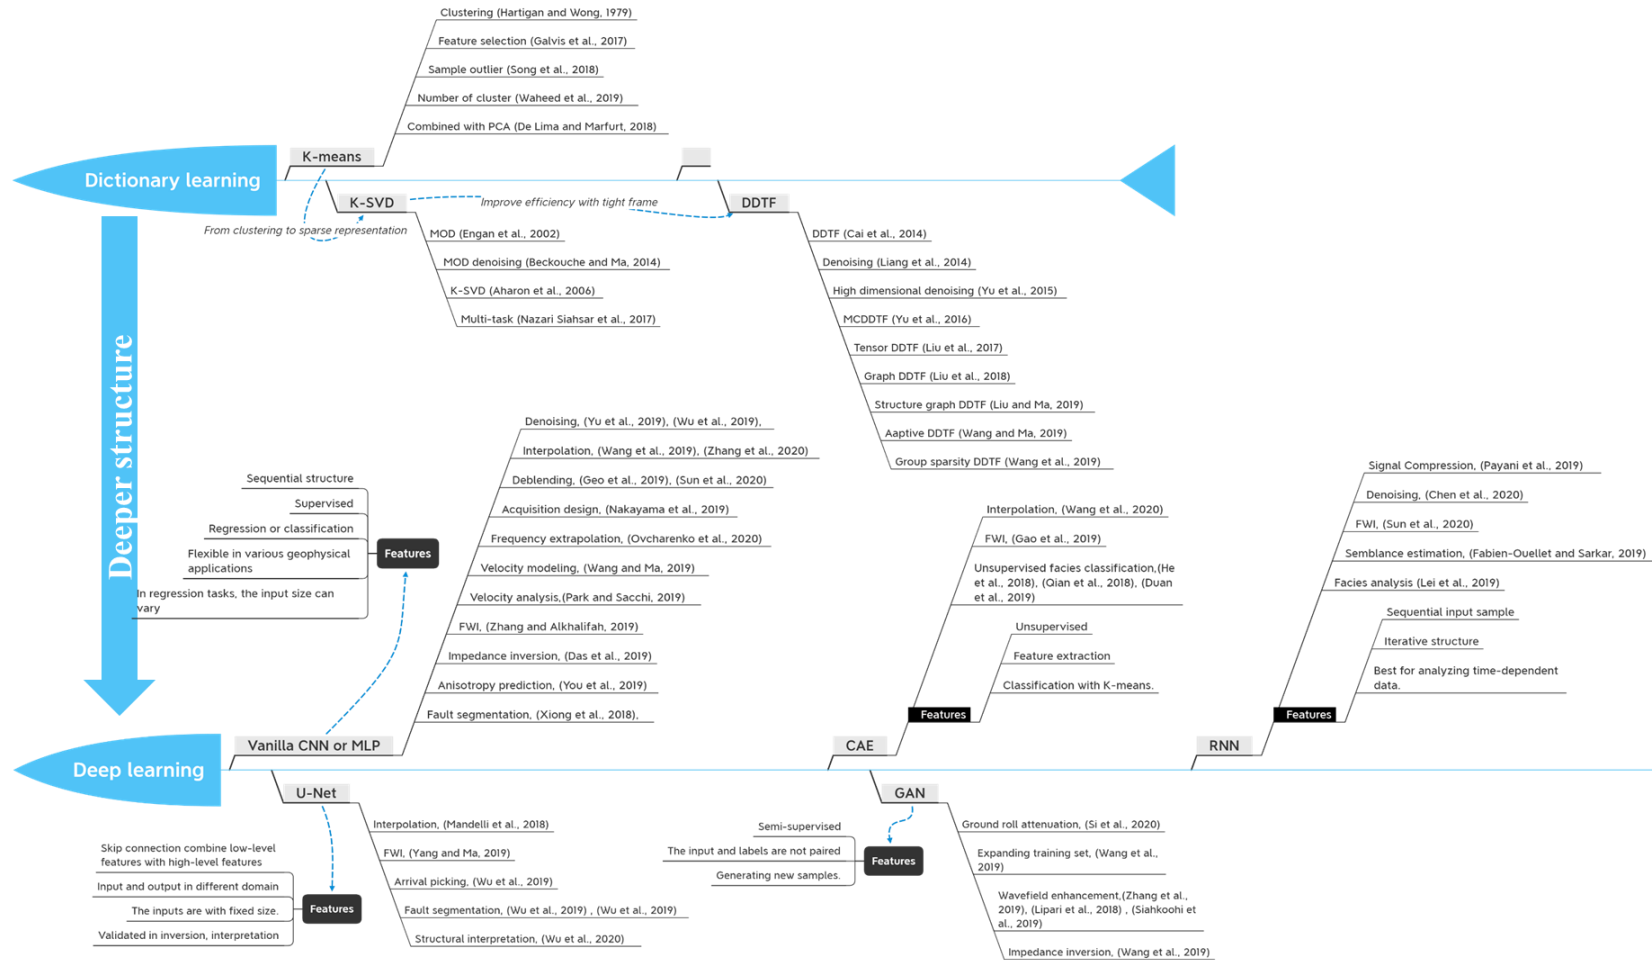 Clustering (Hartigan and Wong, 1979)
Feature selection (Galvis et al., 2017)
Sample outlier (Song et al., 2018)
Number of cluster (Waheed et al., 2019)
Combined with PCA (De Lima and Marfurt, 2018)
K-means
Dictionary learning
K-SVD
Improve efficiency with tight frame
DDTF
From clustering to sparse representation
MOD (Engan et al., 2002)
MOD denoising (Beckouche and Ma, 2014)
K-SVD (Aharon et al., 2006)
Multi-task (Nazari Siahsar et al., 2017)
DDTF (Cai et al., 2014)
Denoising (Liang et al., 2014)
High dimensional denoising (Yu et al., 2015)
MCDDTF (Yu et al., 2016)
Tensor DDTF (Liu et al., 2017)
Graph DDTF (Liu et al., 2018)
Structure graph DDTF (Liu and Ma, 2019)
Aaptive DDTF (Wang and Ma, 2019)
Group sparsity DDTF (Wang et al., 2019)
Deeper structure
Sequential structure
Supervised
Regression or classification
Flexible in various geophysical
applications
In regression tasks, the input size can
vary
Features
Denoising, (Yu et al., 2019), (Wu et al., 2019),
Interpolation, (Wang et al., 2019), (Zhang et al., 2020)
Deblending, (Geo et al., 2019), (Sun et al., 2020)
Acquisition design, (Nakayama et al., 2019)
Frequency extrapolation, (Ovcharenko et al., 2020)
Velocity modeling, (Wang and Ma, 2019)
Velocity analysis,(Park and Sacchi, 2019)
FWI, (Zhang and Alkhalifah, 2019)
Impedance inversion, (Das et al., 2019)
Anisotropy prediction, (You et al., 2019)
Fault segmentation, (Xiong et al., 2018),
Interpolation, (Wang et al., 2020)
FWI, (Gao et al., 2019)
Unsupervised facies classification,(He
et al., 2018), (Qian et al., 2018), (Duan
et al., 2019)
Unsupervised
Feature extraction
Classification with K-means.
Features
Signal Compression, (Payani et al., 2019)
Denoising, (Chen et al., 2020)
FWI, (Sun et al., 2020)
Semblance estimation, (Fabien-Ouellet and Sarkar, 2019)
Facies analysis (Lei et al., 2019)
Sequential input sample
Iterative structure
Best for analyzing time-dependent
data.
Features
Vanilla CNN or MLP
CAE
RNN
Deep learning
U-Net
GAN
Skip connection combine low-level
features with high-level features
Input and output in different domain
The inputs are with fixed size.
Validated in inversion, interpretation
Features
Interpolation, (Mandelli et al., 2018)
FWI, (Yang and Ma, 2019)
Arrival picking, (Wu et al., 2019)
Fault segmentation, (Wu et al., 2019) , (Wu et al., 2019)
Structural interpretation, (Wu et al., 2020)
Semi-supervised
The input and labels are not paired
Generating new samples.
Features
Ground roll attenuation, (Si et al., 2020)
Expanding training set, (Wang et al.,
2019)
Wavefield enhancement,(Zhang et al.,
2019), (Lipari et al., 2018) , (Siahkoohi et
al., 2019)
Impedance inversion, (Wang et al., 2019)